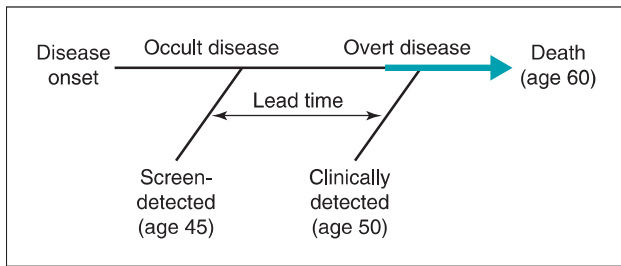 Disease
onset
Occult disease
Overt disease
Death
(age 60)
Lead time
Screen-
detected
(age 45)
Clinically
detected
(age 50)